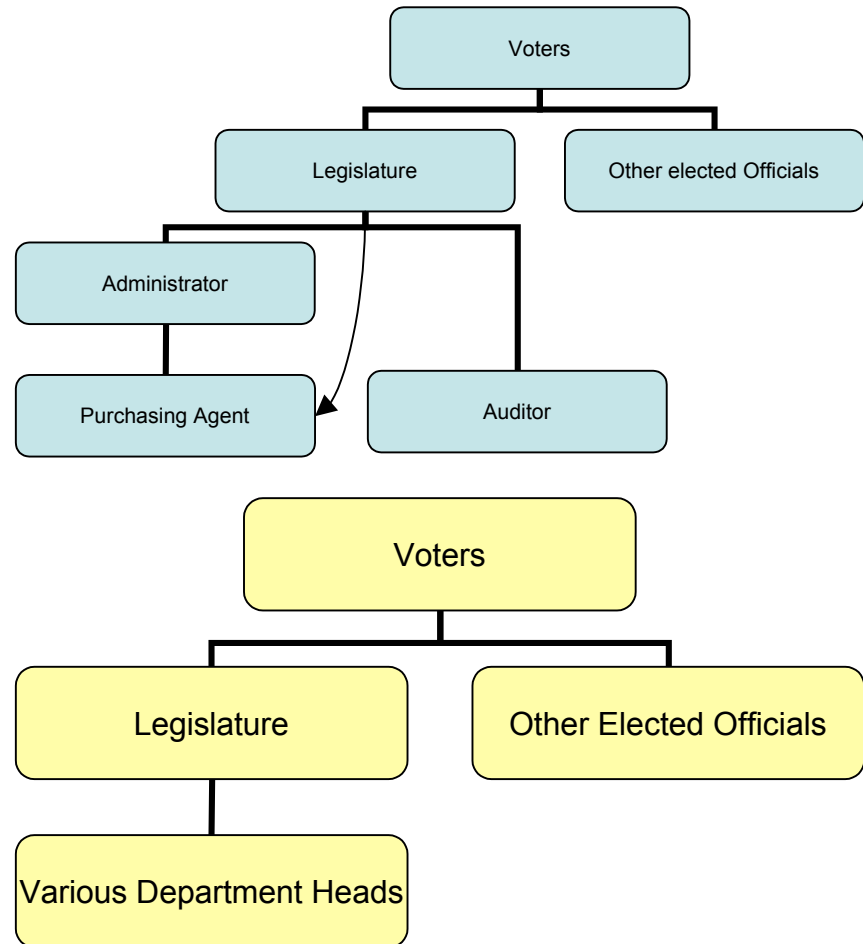 Voters
Legislature
Other elected Officials
Administrator
Purchasing Agent
Auditor
Voters
Legislature
Other Elected Officials
Various Department Heads